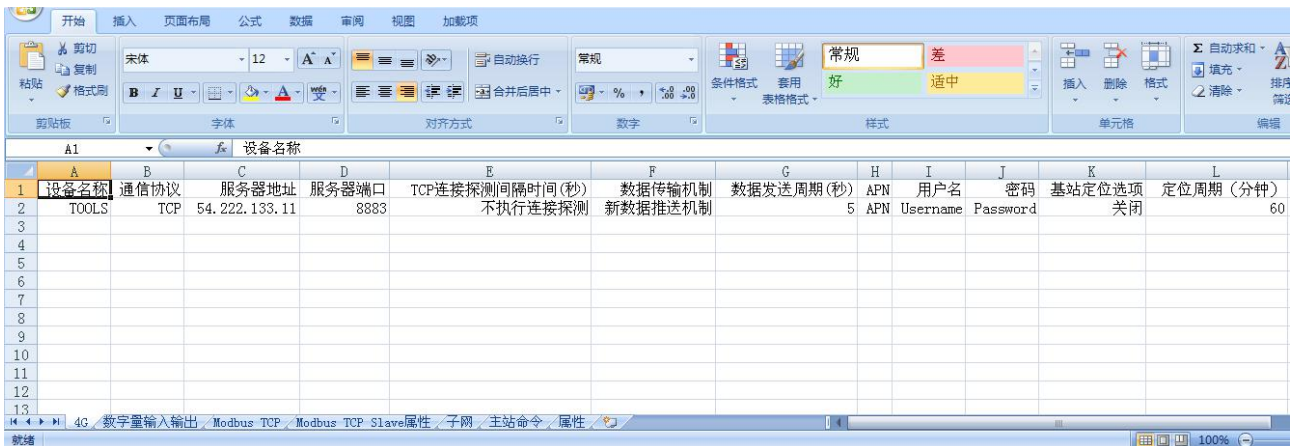 开始 插入 页面布局 公式 数据 审阅 视图 加载项
剪切
复制
格式刷
粘贴
宋体 12
自动换行
合并后居中
常规
条件格式 套用表格格式
常规 差
好 适中
插入 删除 格式
Σ 自动求和
填充
清除
排序
筛选
剪贴板 字体 对齐方式 数字 样式 单元格 编辑
A1 fx 设备名称
A B C D E F G H I J K L
1 设备名称 通信协议 服务器地址 服务器端口 TCP连接探测间隔时间(秒) 数据传输机制 数据发送周期(秒) APN 用户名 密码 基站定位选项 定位周期（分钟）
2 TOOLS TCP 54.222.133.11 8883 不执行连接探测 新数据推送机制 5 APN Username Password 关闭 60
3
4
5
6
7
8
9
10
11
12
13
4G 数字量输入输出 Modbus TCP Modbus TCP Slave属性 子网 主站命令 属性
就绪 100%